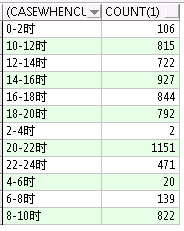 (CASEWHENCU COUNT(1)
0-2时 106
10-12时 815
12-14时 722
14-16时 927
16-18时 844
18-20时 792
2-4时 2
20-22时 1151
22-24时 471
4-6时 20
6-8时 139
8-10时 822